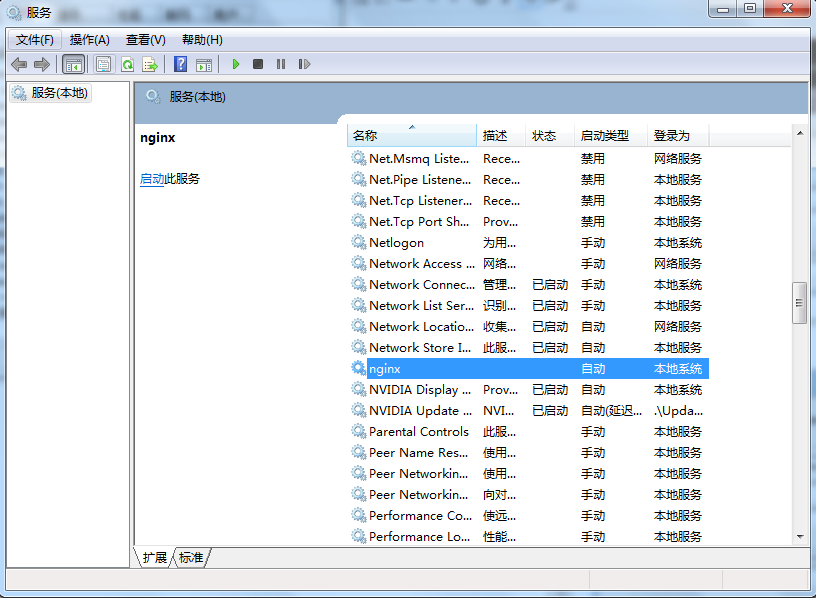 服务
文件(F) 操作(A) 查看(V) 帮助(H)
服务(本地)
服务(本地)
nginx
启动此服务
名称 描述 状态 启动类型 登录为
Net.Msmq Liste... Rece... 禁用 网络服务
Net.Pipe Listene... Rece... 禁用 本地服务
Net.Tcp Listener... Rece... 禁用 本地服务
Net.Tcp Port Sh... Prov... 禁用 本地服务
Netlogon 为用... 手动 本地系统
Network Access ... 网络... 手动 网络服务
Network Connec... 管理... 已启动 手动 本地系统
Network List Ser... 识别... 已启动 手动 本地服务
Network Locatio... 收集... 已启动 自动 网络服务
Network Store I... 此服... 已启动 自动 本地服务
nginx 自动 本地系统
NVIDIA Display ... Prov... 已启动 自动 本地系统
NVIDIA Update ... NVI... 已启动 自动(延迟... .\Upda...
Parental Controls 此服... 手动 本地服务
Peer Name Res... 使用... 手动 本地服务
Peer Networkin... 使用... 手动 本地服务
Peer Networkin... 向对... 手动 本地服务
Performance Co... 使远... 手动 本地服务
Performance Lo... 性能... 手动 本地服务
扩展 标准